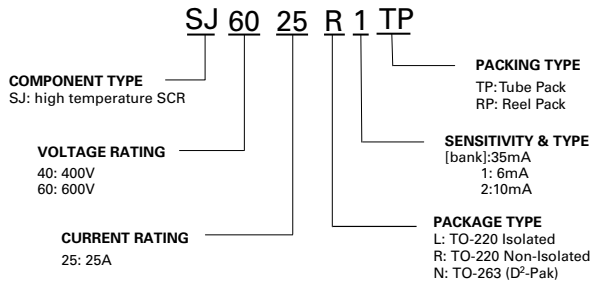 SJ 60 25 R 1 TP
COMPONENT TYPE
SJ: high temperature SCR
VOLTAGE RATING
40: 400V
60: 600V
CURRENT RATING
25: 25A
PACKING TYPE
TP: Tube Pack
RP: Reel Pack
SENSITIVITY & TYPE
[bank]:35mA
1: 6mA
2:10mA
PACKAGE TYPE
L: TO-220 Isolated
R: TO-220 Non-Isolated
N: TO-263 (D²-Pak)